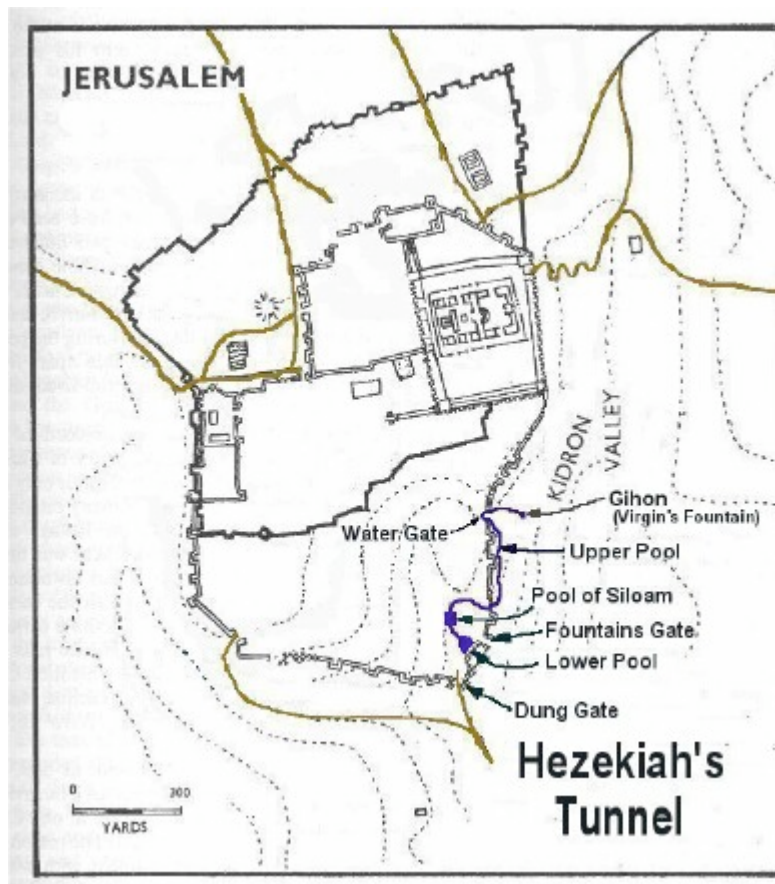 JERUSALEM
KIDRON
VALLEY
Gihon
(Virgin's Fountain)
Water Gate
Upper Pool
Pool of Siloam
Fountains Gate
Lower Pool
Dung Gate
Hezekiah's
Tunnel
0
200
YARDS